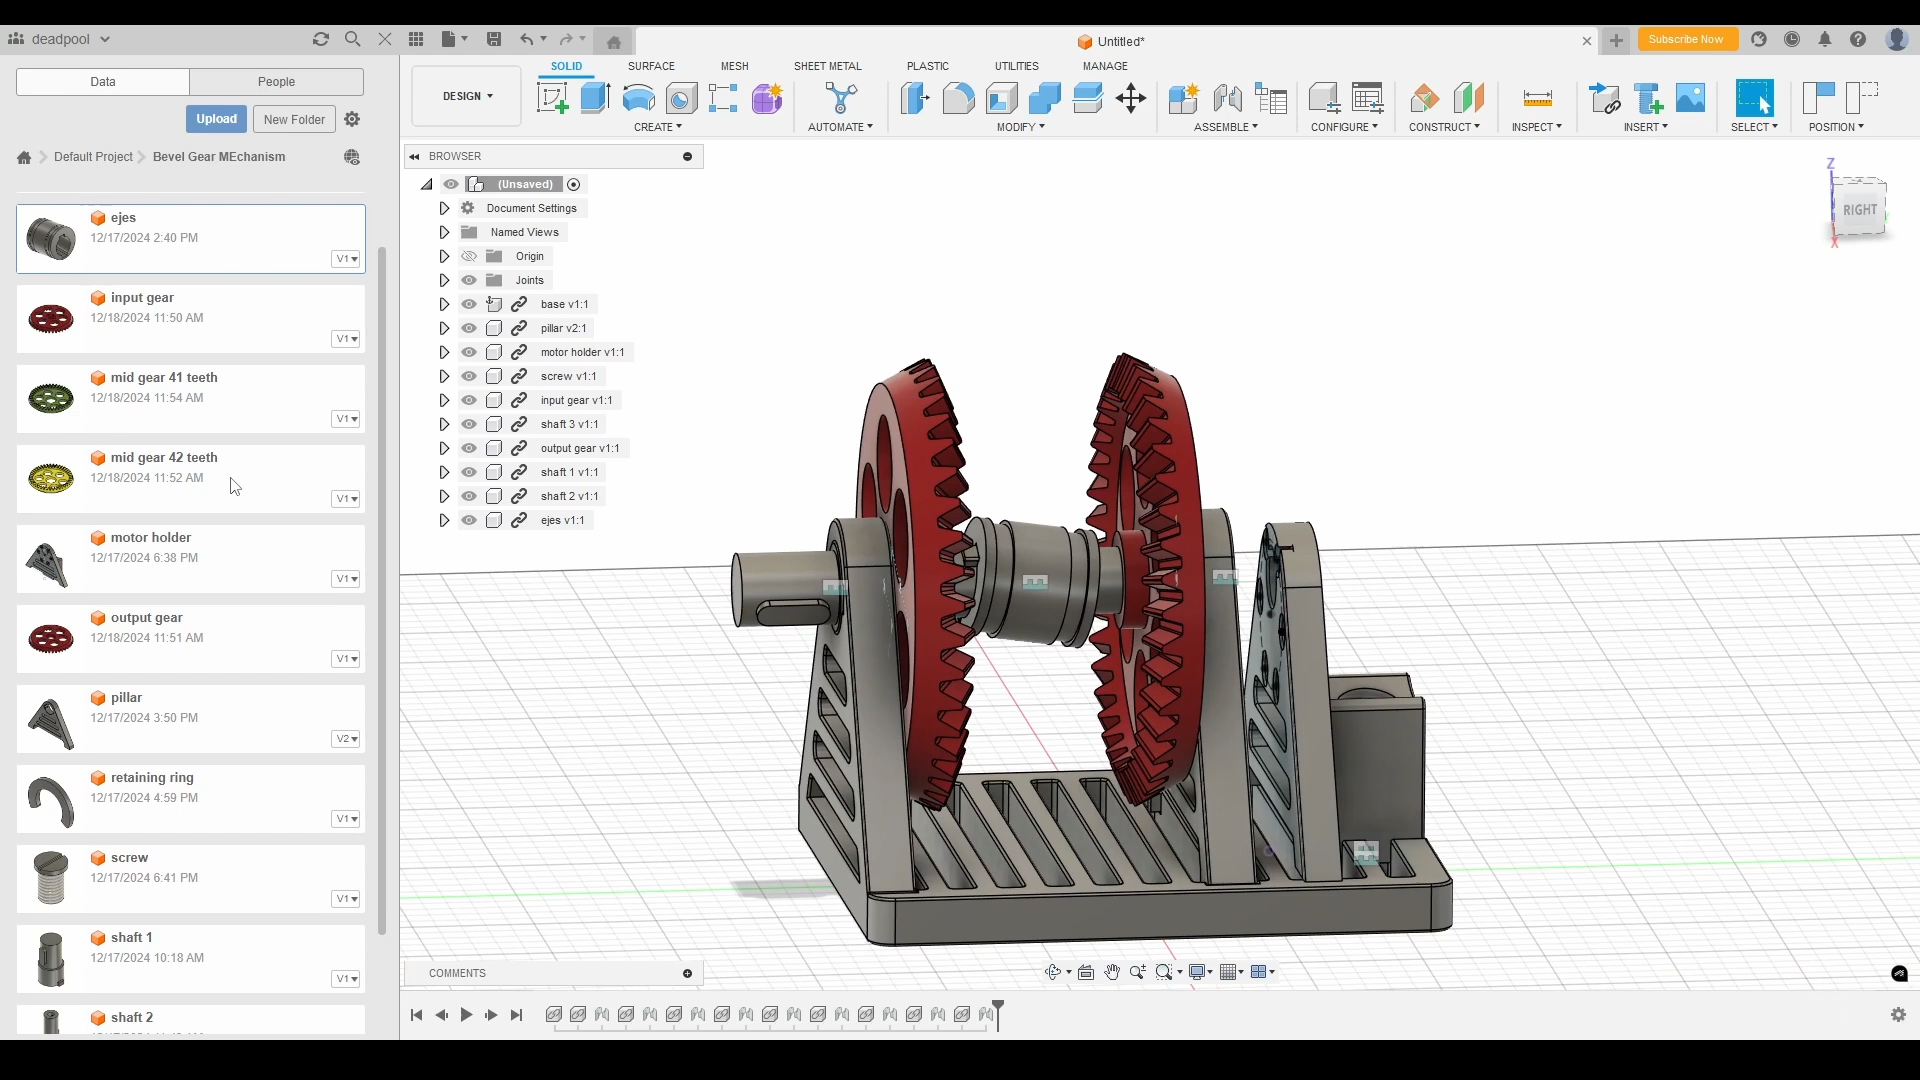 deadpool
Untitled*
Subscribe Now
Data
People
Upload
New Folder
Default Project
Bevel Gear MEchanism
ejes
12/17/2024 2:40 PM
V1
input gear
12/18/2024 11:50 AM
V1
mid gear 41 teeth
12/18/2024 11:54 AM
V1
mid gear 42 teeth
12/18/2024 11:52 AM
V1
motor holder
12/17/2024 6:38 PM
V1
output gear
12/18/2024 11:51 AM
V1
pillar
12/17/2024 3:50 PM
V2
retaining ring
12/17/2024 4:59 PM
V1
screw
12/17/2024 6:41 PM
V1
shaft 1
12/17/2024 10:18 AM
V1
shaft 2
DESIGN
SOLID
SURFACE
MESH
SHEET METAL
PLASTIC
UTILITIES
MANAGE
CREATE
AUTOMATE
MODIFY
ASSEMBLE
CONFIGURE
CONSTRUCT
INSPECT
INSERT
SELECT
POSITION
BROWSER
(Unsaved)
Document Settings
Named Views
Origin
Joints
base v1:1
pillar v2:1
motor holder v1:1
screw v1:1
input gear v1:1
shaft 3 v1:1
output gear v1:1
shaft 1 v1:1
shaft 2 v1:1
ejes v1:1
Z
RIGHT
X
COMMENTS